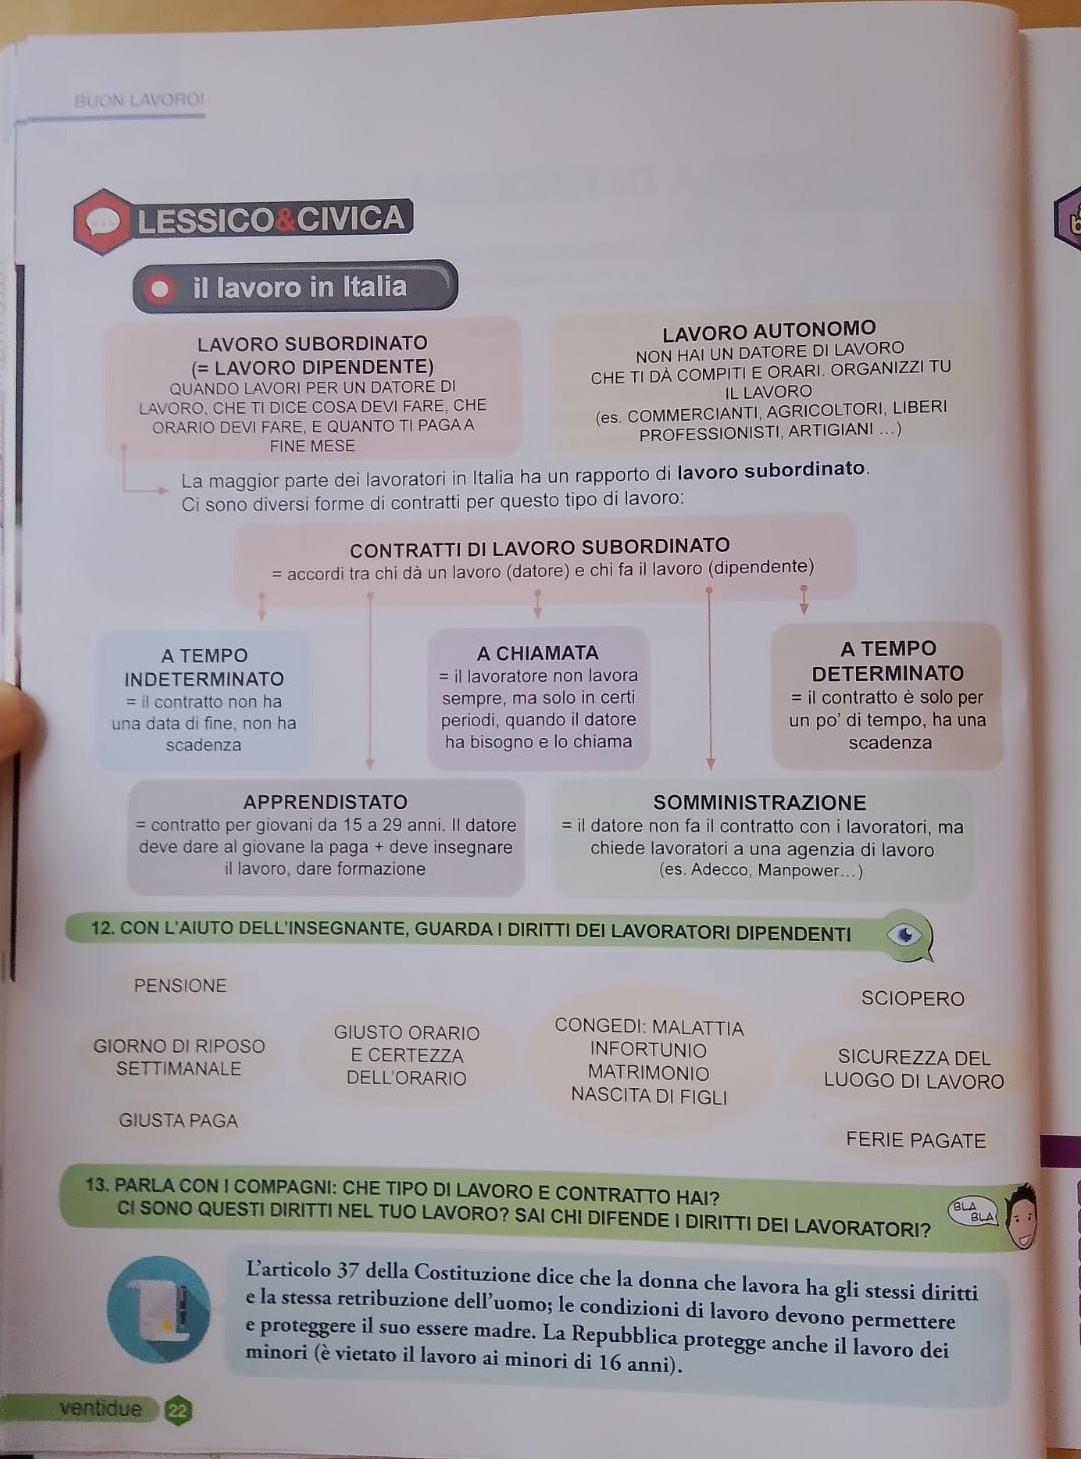 BUON LAVORO!
LESSICO&CIVICA
il lavoro in Italia
LAVORO SUBORDINATO
(= LAVORO DIPENDENTE)
QUANDO LAVORI PER UN DATORE DI
LAVORO, CHE TI DICE COSA DEVI FARE, CHE
ORARIO DEVI FARE, E QUANTO TI PAGA A
FINE MESE
LAVORO AUTONOMO
NON HAI UN DATORE DI LAVORO
CHE TI DÀ COMPITI E ORARI. ORGANIZZI TU
IL LAVORO
(es. COMMERCIANTI, AGRICOLTORI, LIBERI
PROFESSIONISTI, ARTIGIANI ...)
La maggior parte dei lavoratori in Italia ha un rapporto di lavoro subordinato.
Ci sono diversi forme di contratti per questo tipo di lavoro:
CONTRATTI DI LAVORO SUBORDINATO
= accordi tra chi dà un lavoro (datore) e chi fa il lavoro (dipendente)
A TEMPO
INDETERMINATO
= il contratto non ha
una data di fine, non ha
scadenza
A CHIAMATA
= il lavoratore non lavora
sempre, ma solo in certi
periodi, quando il datore
ha bisogno e lo chiama
A TEMPO
DETERMINATO
= il contratto è solo per
un po' di tempo, ha una
scadenza
APPRENDISTATO
= contratto per giovani da 15 a 29 anni. Il datore
deve dare al giovane la paga + deve insegnare
il lavoro, dare formazione
SOMMINISTRAZIONE
= il datore non fa il contratto con i lavoratori, ma
chiede lavoratori a una agenzia di lavoro
(es. Adecco, Manpower...)
12. CON L'AIUTO DELL'INSEGNANTE, GUARDA I DIRITTI DEI LAVORATORI DIPENDENTI
PENSIONE
GIORNO DI RIPOSO
SETTIMANALE
GIUSTA PAGA
GIUSTO ORARIO
E CERTEZZA
DELL'ORARIO
CONGEDI: MALATTIA
INFORTUNIO
MATRIMONIO
NASCITA DI FIGLI
SCIOPERO
SICUREZZA DEL
LUOGO DI LAVORO
FERIE PAGATE
13. PARLA CON I COMPAGNI: CHE TIPO DI LAVORO E CONTRATTO HAI?
CI SONO QUESTI DIRITTI NEL TUO LAVORO? SAI CHI DIFENDE I DIRITTI DEI LAVORATORI?
BLA
BLA
L'articolo 37 della Costituzione dice che la donna che lavora ha gli stessi diritti
e la stessa retribuzione dell'uomo; le condizioni di lavoro devono permettere
e proteggere il suo essere madre. La Repubblica protegge anche il lavoro dei
minori (è vietato il lavoro ai minori di 16 anni).
ventidue 22